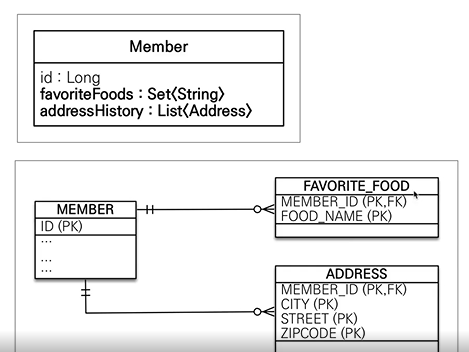 Member
id : Long
favoriteFoods : Set⟨String⟩
addressHistory : List⟨Address⟩
MEMBER
ID (PK)
...
...
...
FAVORITE_FOOD
MEMBER_ID (PK,FK)
FOOD_NAME (PK)
ADDRESS
MEMBER_ID (PK,FK)
CITY (PK)
STREET (PK)
ZIPCODE (PK)